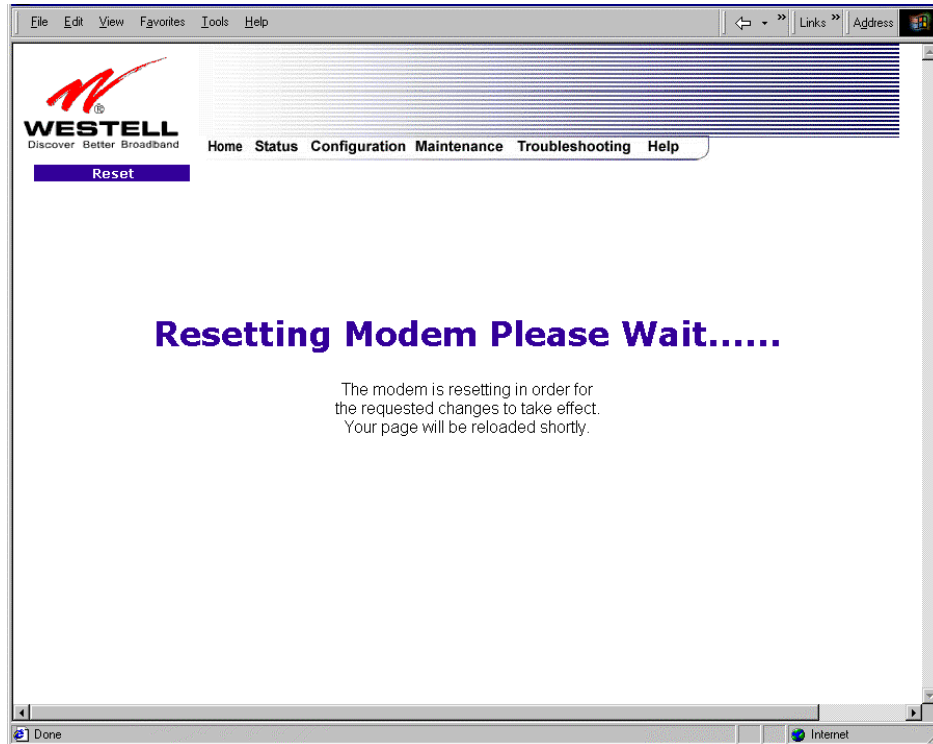 File Edit View Favorites Tools Help
Links » Address
»
WESTELL
®
Discover Better Broadband
Home Status Configuration Maintenance Troubleshooting Help
Reset
Resetting Modem Please Wait......
The modem is resetting in order for
the requested changes to take effect.
Your page will be reloaded shortly.
Done
Internet